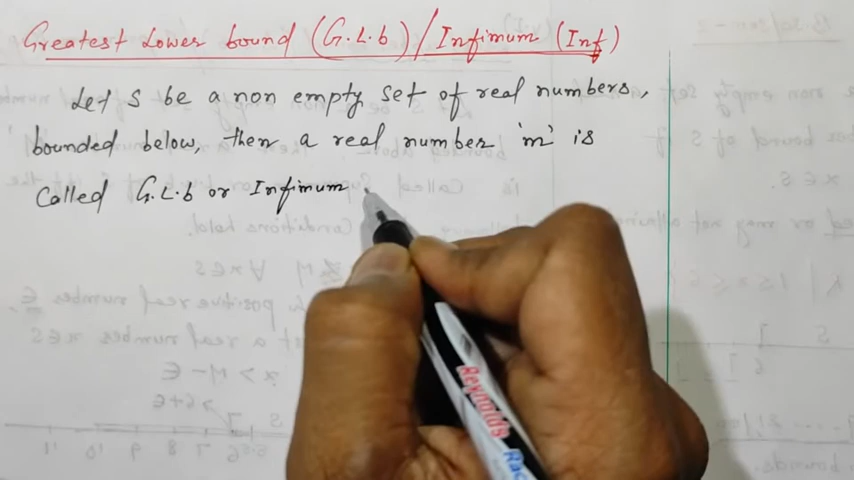 Greatest Lower bound (G.L.b) / Infimum (Inf)
Let S be a non empty set of real numbers,
bounded below, then a real number 'm' is
Called G.L.b or Infimum
Reynolds